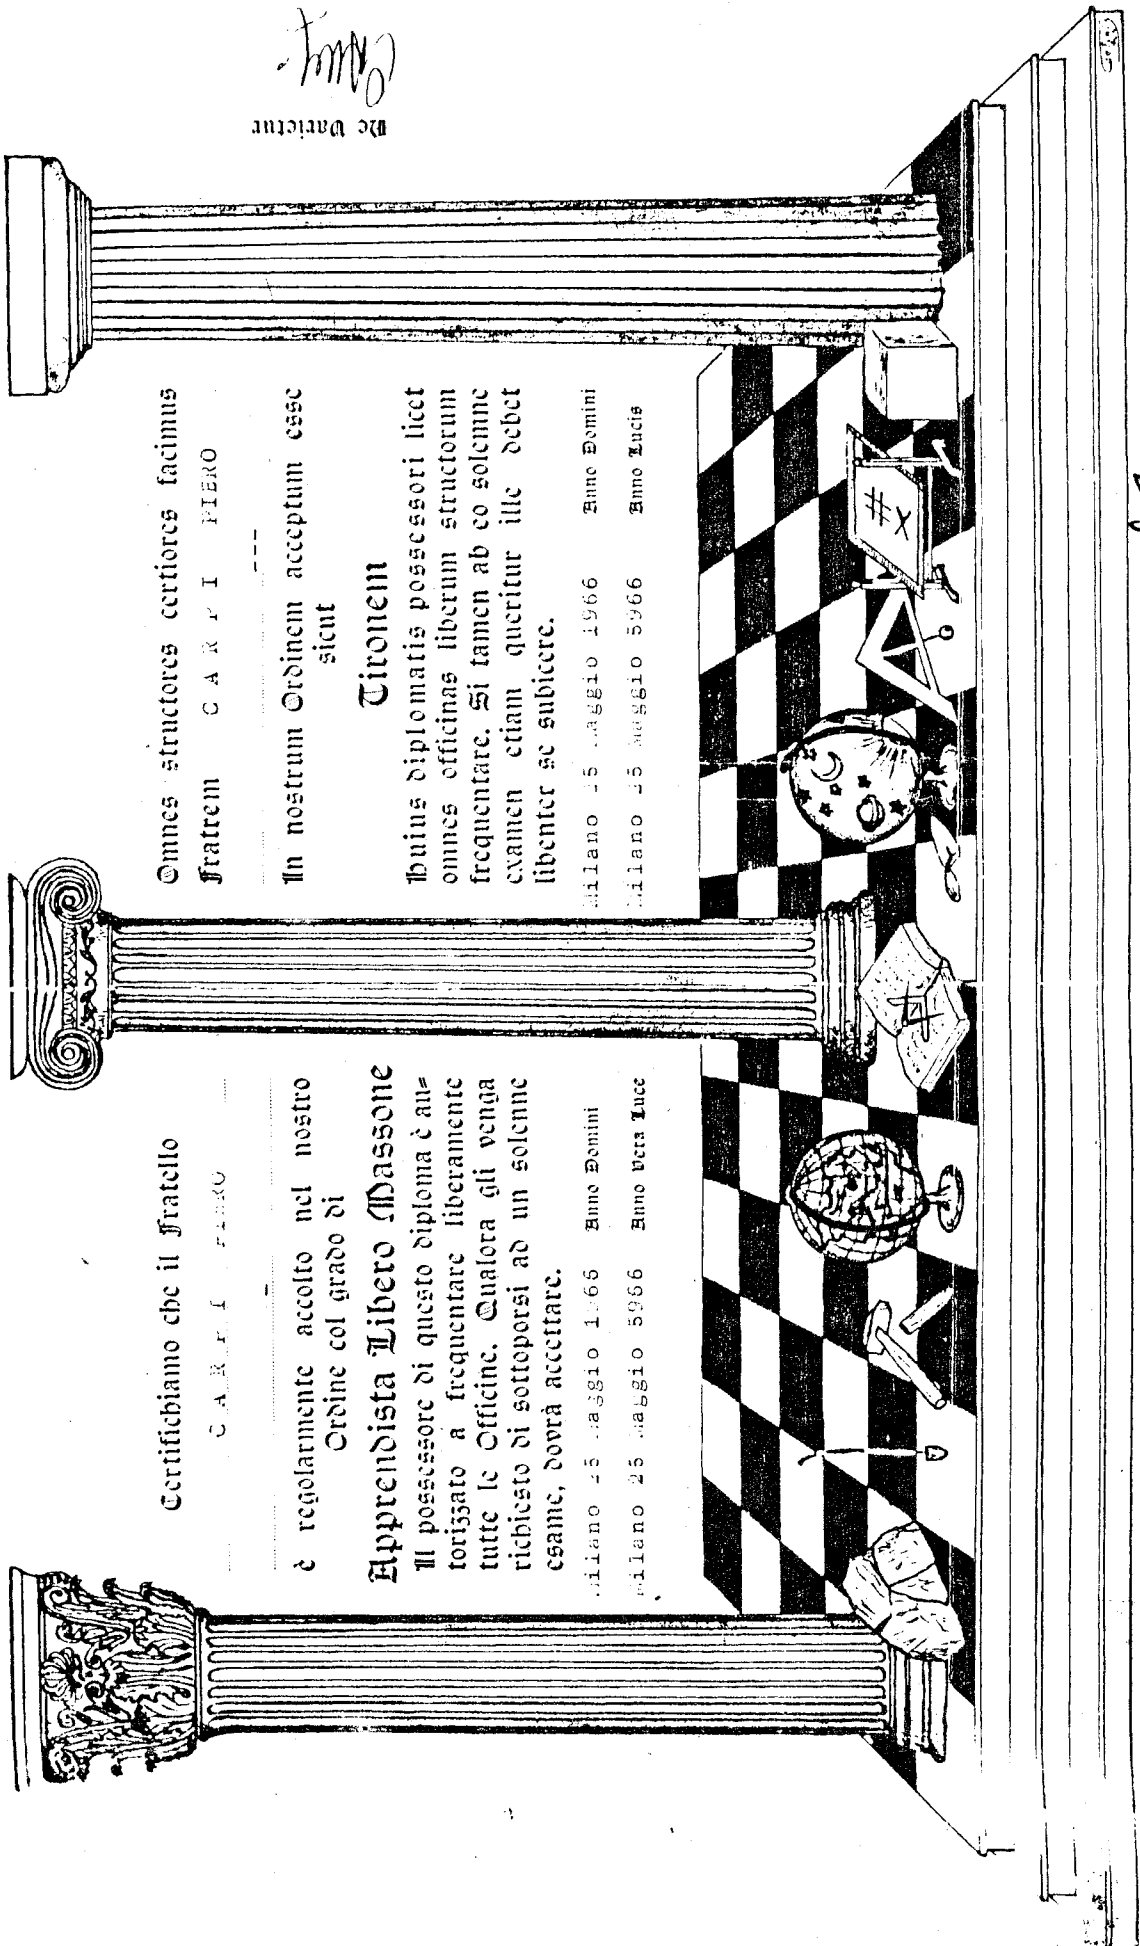 Certifichiamo che il Fratello
CARPI PIERO
è regolarmente accolto nel nostro
Ordine col grado di
Apprendista Libero Massone
Il possessore di questo diploma è au=
torizzato a frequentare liberamente
tutte le Officine. Qualora gli venga
richiesto di sottoporsi ad un solenne
esame, dovrà accettare.
Milano 25 Maggio 1966 Anno Domini
Milano 25 Maggio 5966 Anno Vera Luce
Omnes structores certiores facimus
Fratrem CARPI PIERO
In nostrum Ordinem acceptum esse
sicut
Tironem
Huius diplomatis possessori licet
omnes officinas liberum structorum
frequentare. Si tamen ab eo solemne
examen etiam queritur ille debet
libenter se subicere.
Milano 25 Maggio 1966 Anno Domini
Milano 25 Maggio 5966 Anno Lucis
Ne Varietur